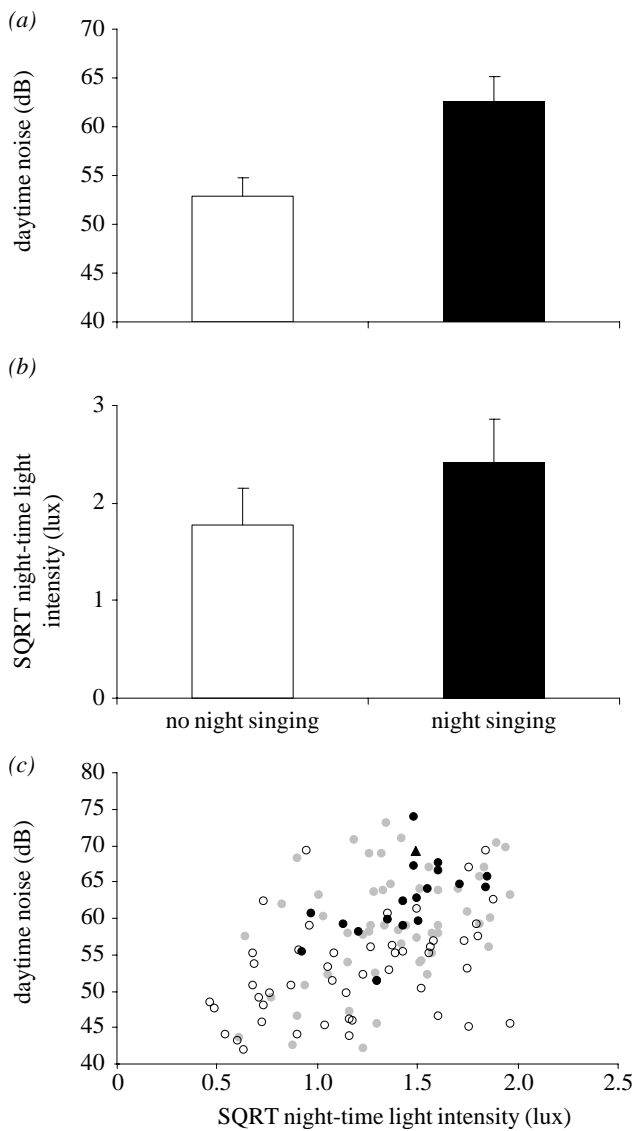 (a)
70
65
62
55
53
45
40
daytime noise (dB)
(b)
3
2
1
0
SQRT night-time light
intensity (lux)
no night singing
night singing
(c)
80
75
70
65
60
55
50
45
40
daytime noise (dB)
0
0.5
1.0
1.5
2.0
2.5
SQRT night-time light intensity (lux)